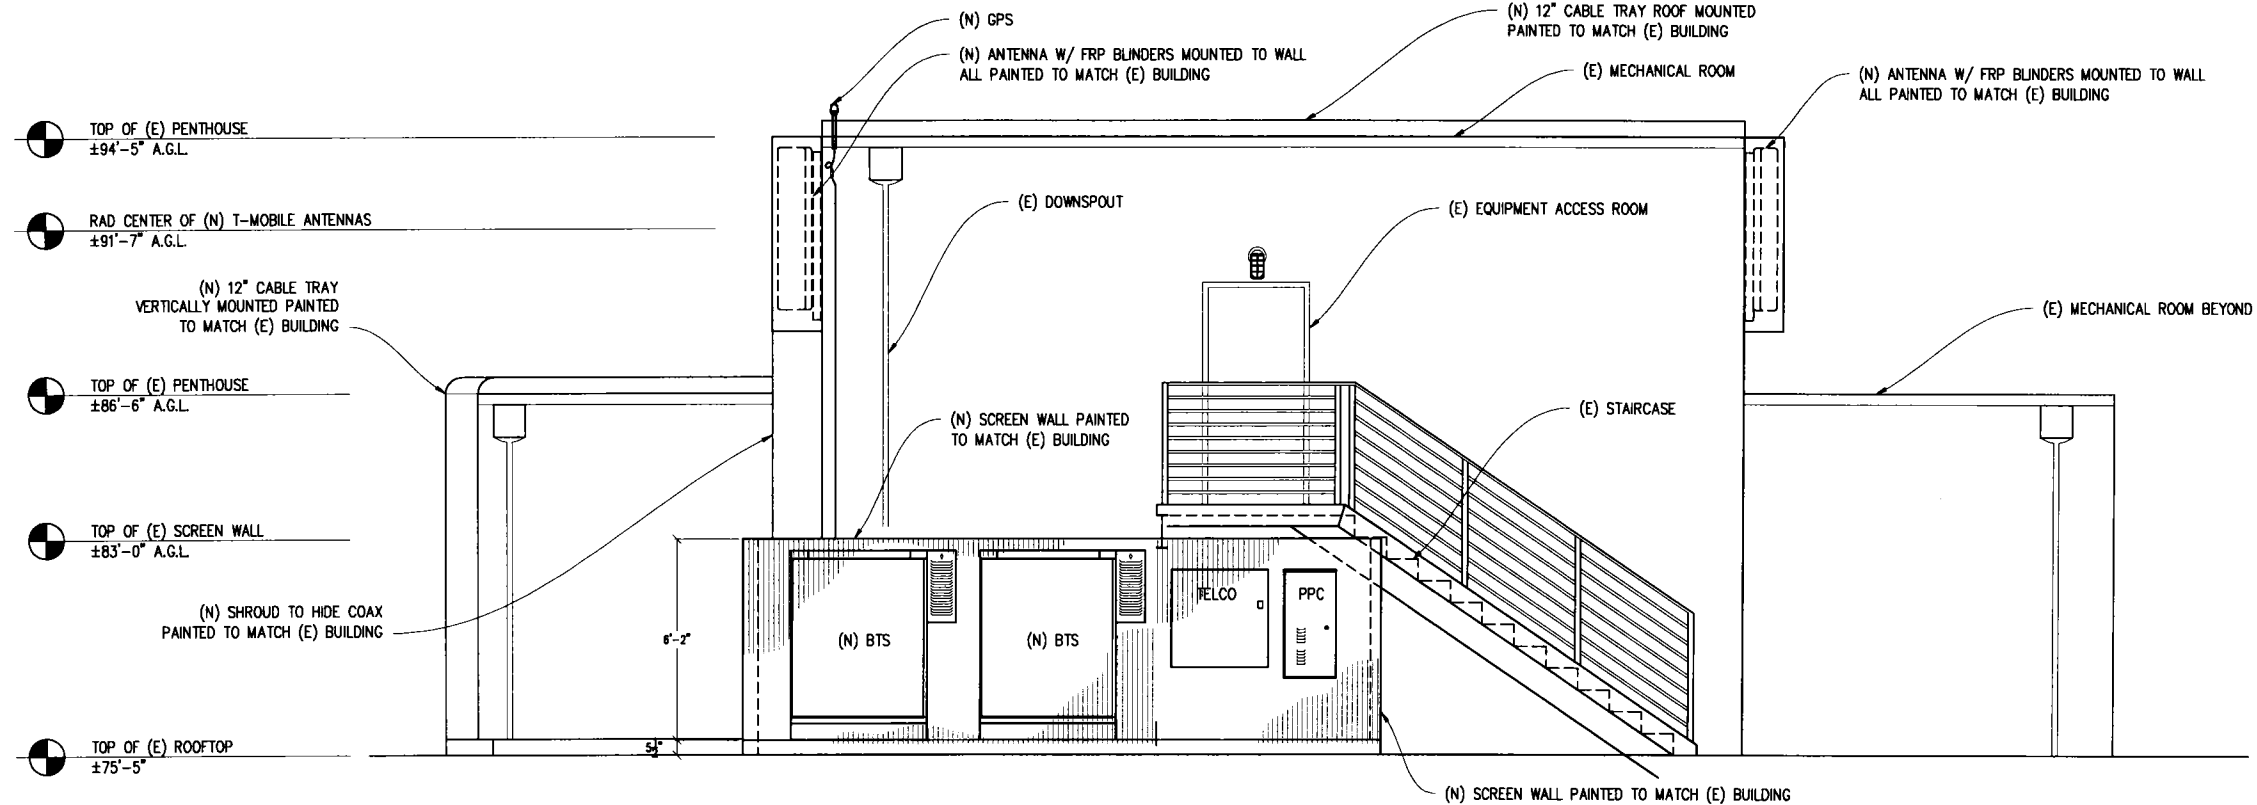 (N) GPS
(N) ANTENNA W/ FRP BLINDERS MOUNTED TO WALL
ALL PAINTED TO MATCH (E) BUILDING
(N) 12" CABLE TRAY ROOF MOUNTED
PAINTED TO MATCH (E) BUILDING
(E) MECHANICAL ROOM
(N) ANTENNA W/ FRP BLINDERS MOUNTED TO WALL
ALL PAINTED TO MATCH (E) BUILDING
TOP OF (E) PENTHOUSE
±94'-5" A.G.L.
RAD CENTER OF (N) T-MOBILE ANTENNAS
±91'-7" A.G.L.
(E) DOWNSPOUT
(E) EQUIPMENT ACCESS ROOM
(N) 12" CABLE TRAY
VERTICALLY MOUNTED PAINTED
TO MATCH (E) BUILDING
(E) MECHANICAL ROOM BEYOND
TOP OF (E) PENTHOUSE
±86'-6" A.G.L.
(N) SCREEN WALL PAINTED
TO MATCH (E) BUILDING
(E) STAIRCASE
TOP OF (E) SCREEN WALL
±83'-0" A.G.L.
(N) SHROUD TO HIDE COAX
PAINTED TO MATCH (E) BUILDING
6'-2"
(N) BTS
(N) BTS
TELCO
PPC
TOP OF (E) ROOFTOP
±75'-5"
(N) SCREEN WALL PAINTED TO MATCH (E) BUILDING